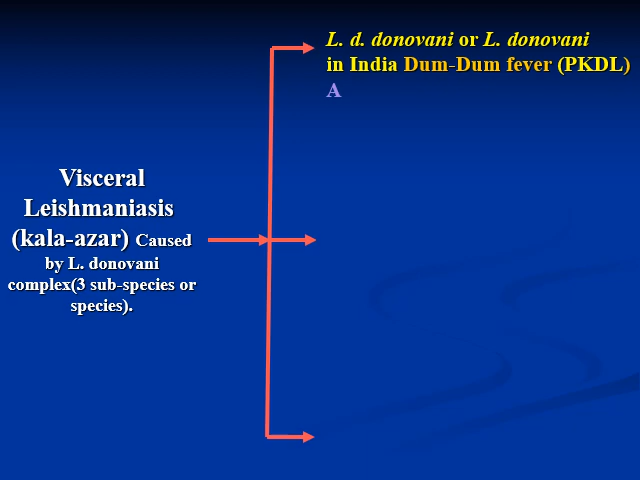 L. d. donovani or L. donovani
in India Dum-Dum fever (PKDL)
A
Visceral
Leishmaniasis
(kala-azar) Caused
by L. donovani
complex(3 sub-species or
species).